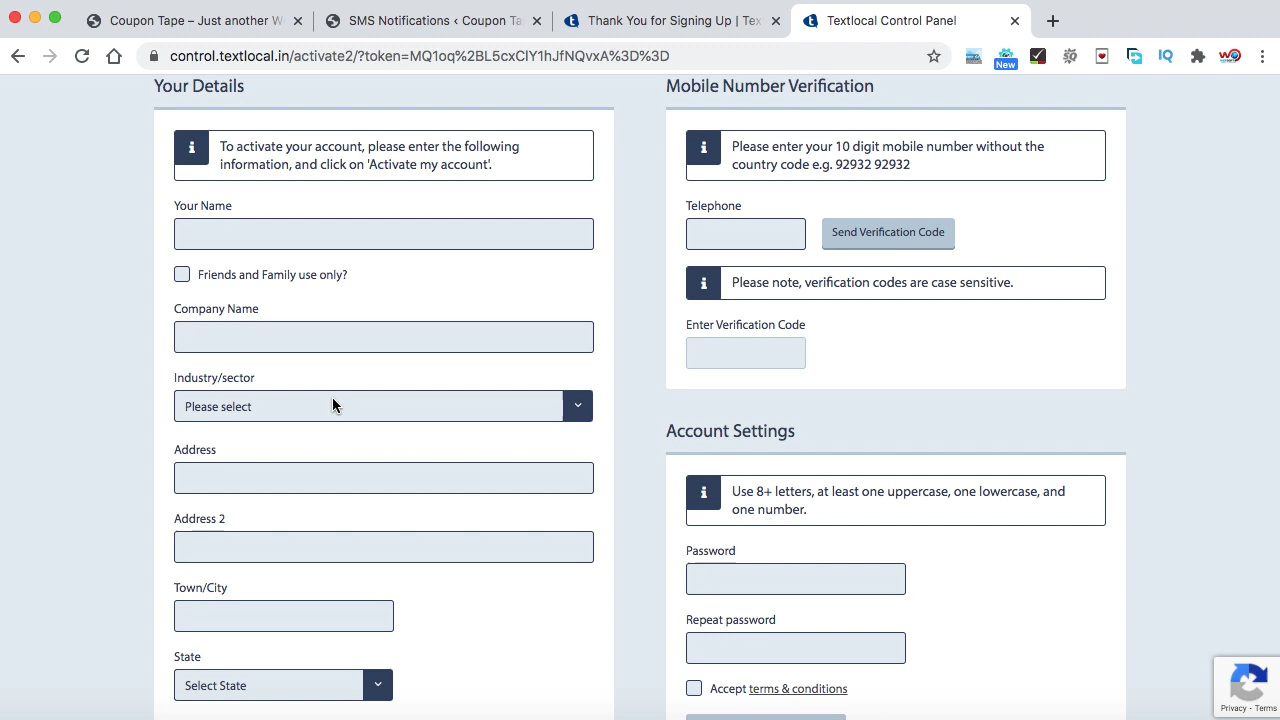 Coupon Tape – Just another W
SMS Notifications ‹ Coupon Ta
Thank You for Signing Up | Tex
Textlocal Control Panel
control.textlocal.in/activate2/?token=MQ1oq%2BL5cxCIY1hJfNQvxA%3D%3D
New
IQ
Your Details
To activate your account, please enter the following
information, and click on 'Activate my account'.
Your Name
Friends and Family use only?
Company Name
Industry/sector
Please select
Address
Address 2
Town/City
State
Select State
Mobile Number Verification
Please enter your 10 digit mobile number without the
country code e.g. 92932 92932
Telephone
Send Verification Code
Please note, verification codes are case sensitive.
Enter Verification Code
Account Settings
Use 8+ letters, at least one uppercase, one lowercase, and
one number.
Password
Repeat password
Accept terms & conditions
Privacy - Terms